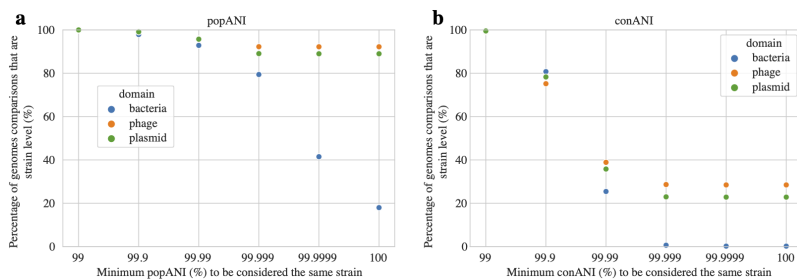 a
popANI
Percentage of genomes comparisons that are
strain level (%)
100
80
60
40
20
0
domain
bacteria
phage
plasmid
99
99.9
99.99
99.999
99.9999
100
Minimum popANI (%) to be considered the same strain
b
conANI
Percentage of genomes comparisons that are
strain level (%)
100
80
60
40
20
0
domain
bacteria
phage
plasmid
99
99.9
99.99
99.999
99.9999
100
Minimum conANI (%) to be considered the same strain